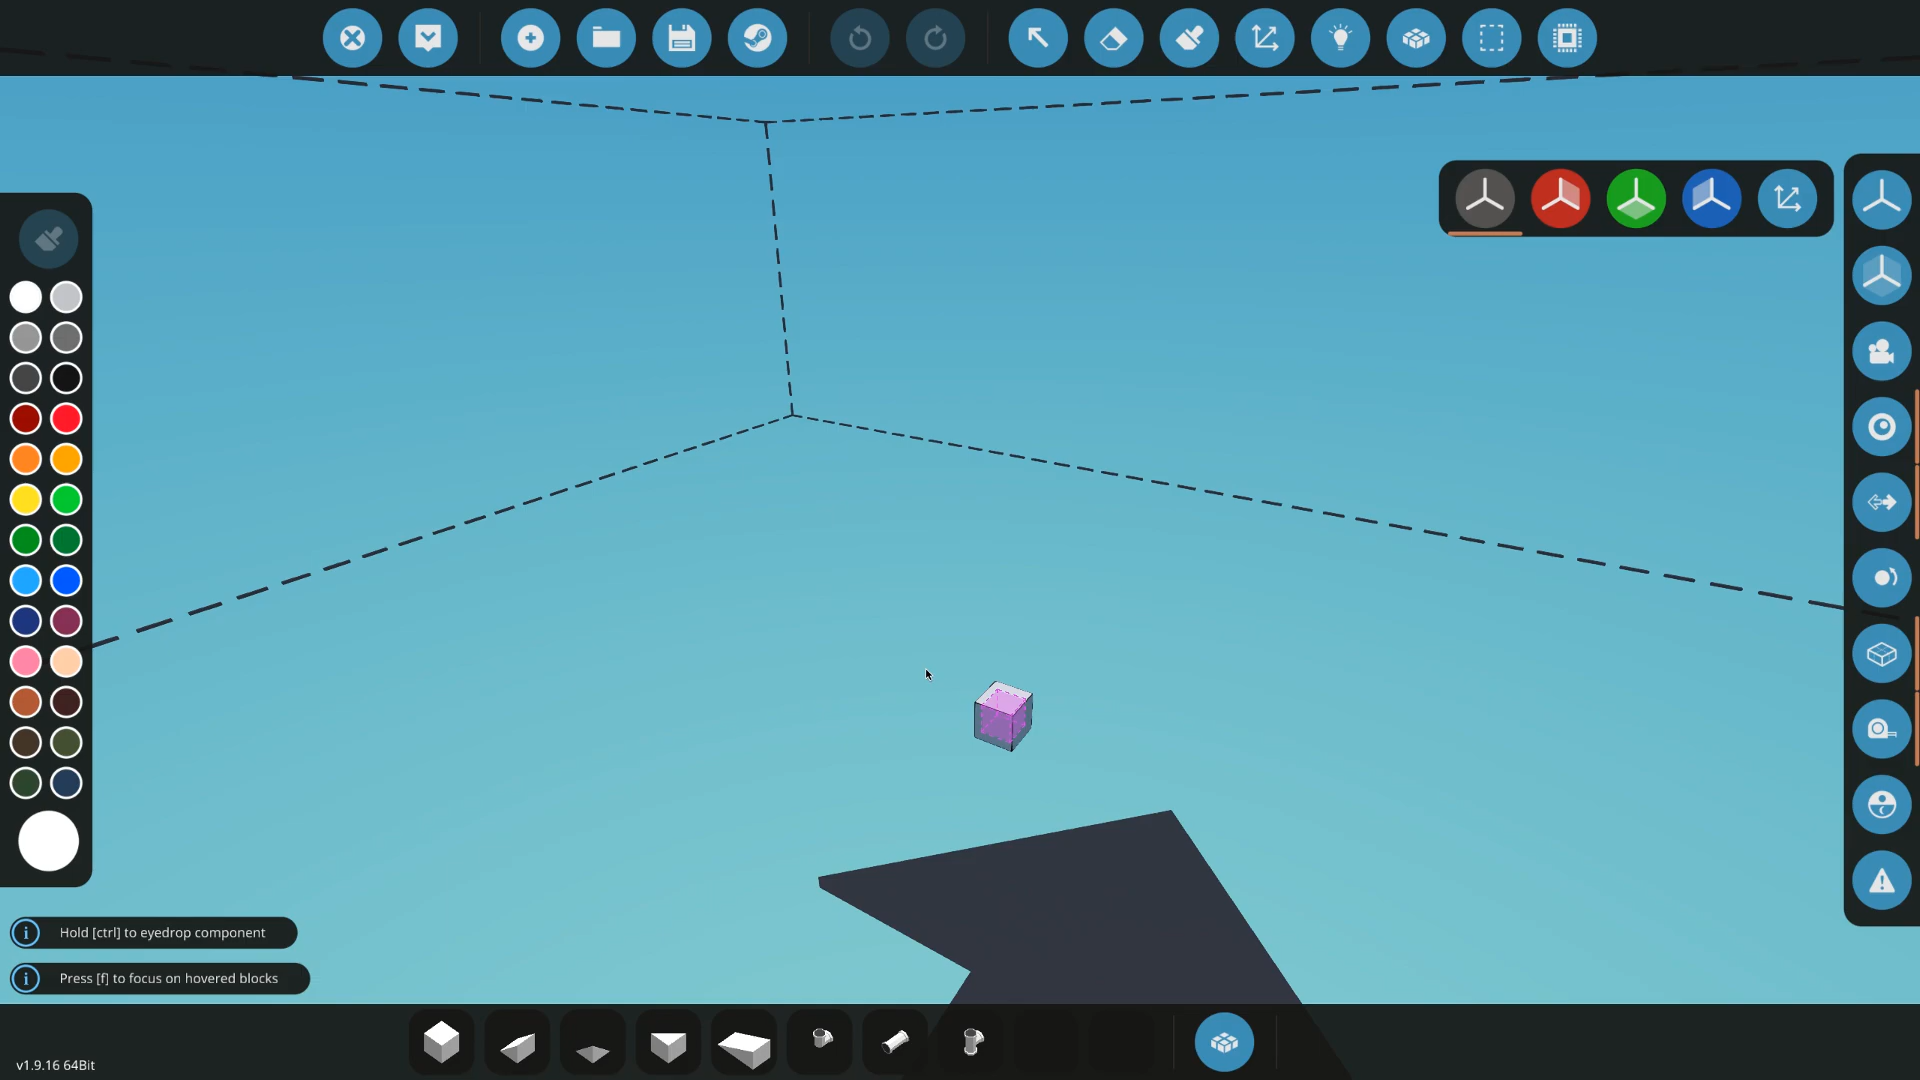 Hold [ctrl] to eyedrop component
Press [f] to focus on hovered blocks
v1.9.16 64Bit